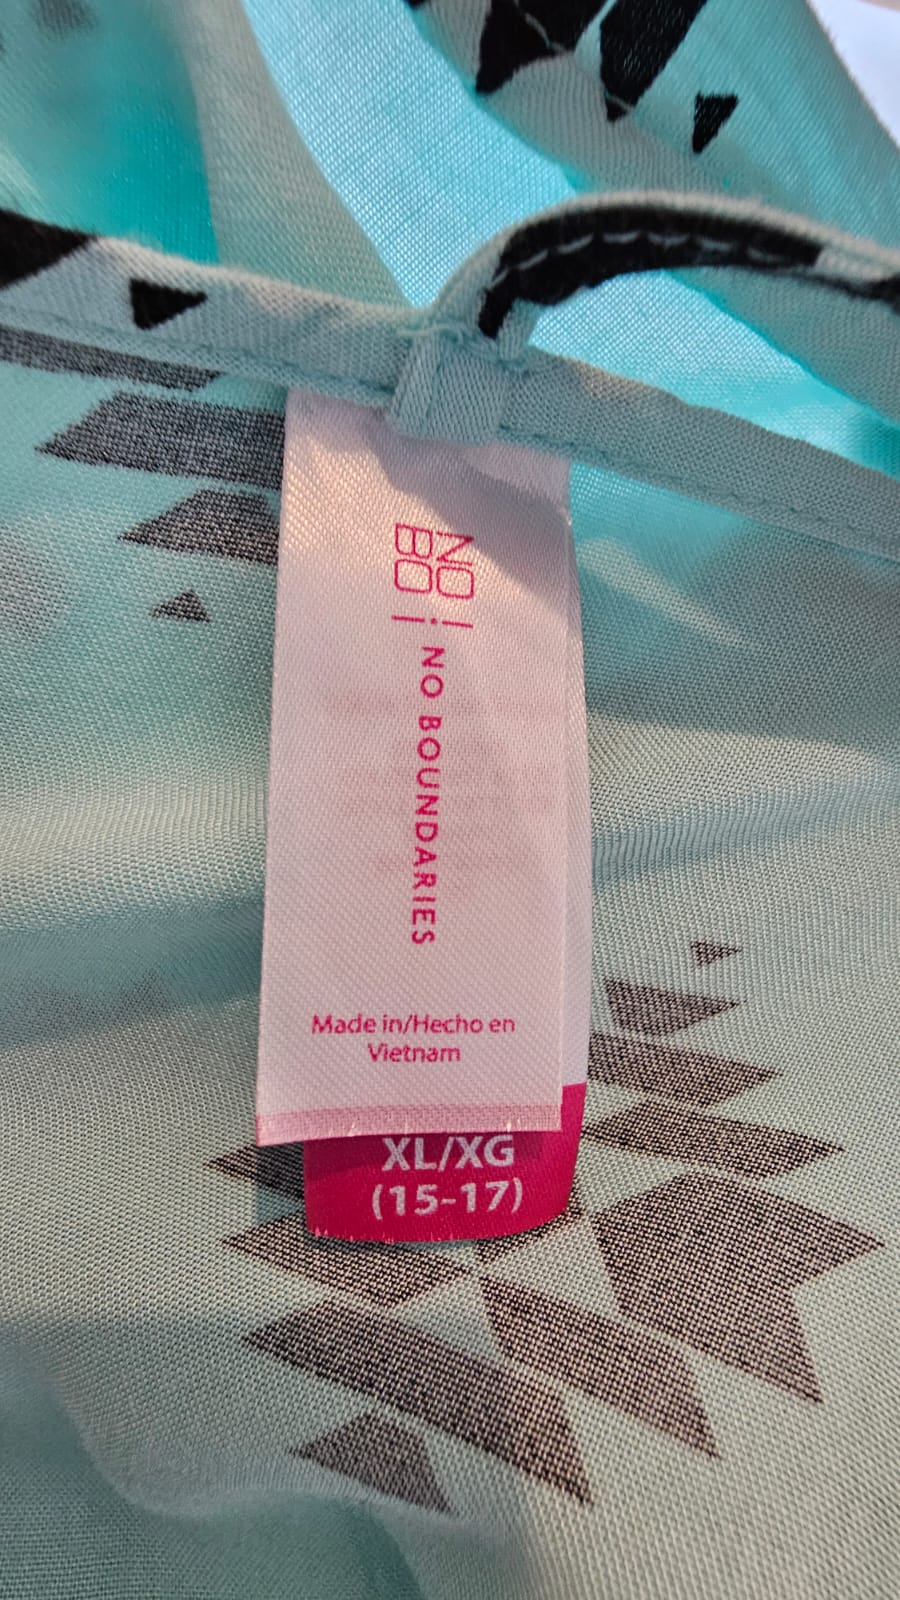 NO!
BO!
NO BOUNDARIES
Made in/Hecho en
Vietnam
XL/XG
(15-17)